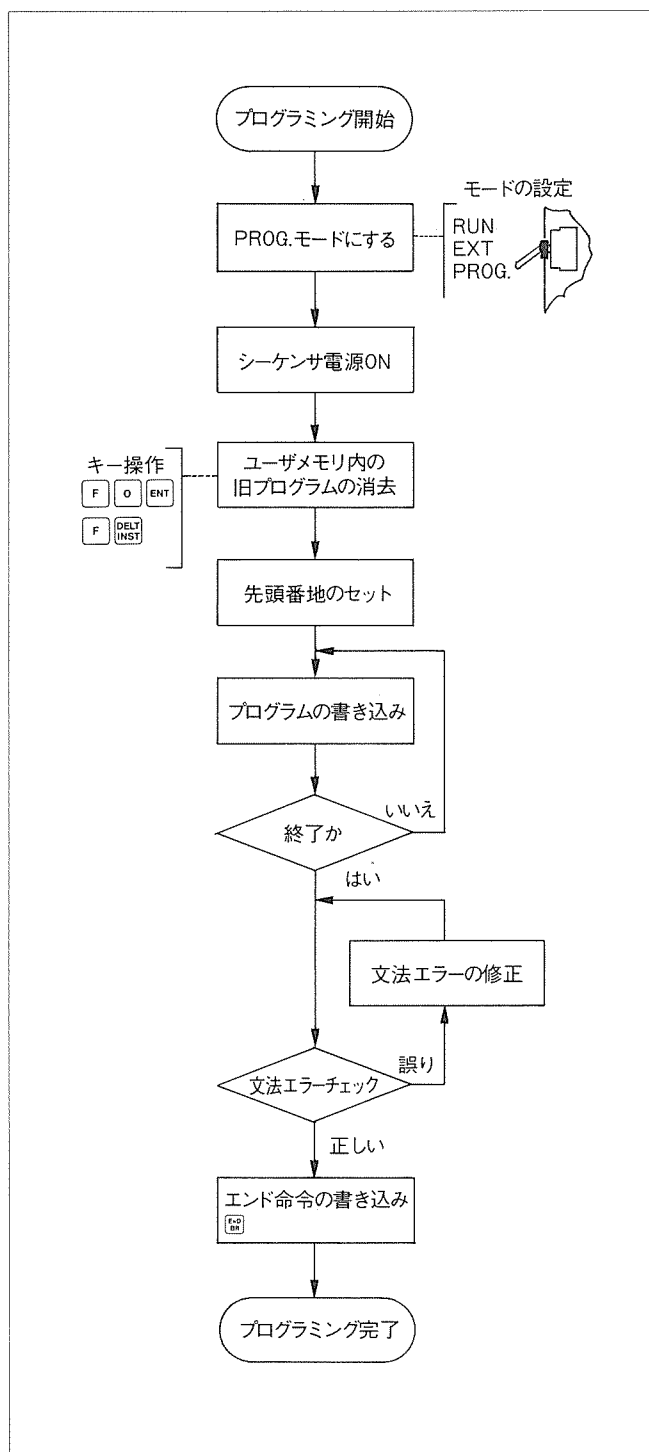 プログラミング開始
モードの設定
PROG.モードにする
RUN
EXT
PROG.
シーケンサ電源ON
キー操作
F O ENT
F DELT INST
ユーザメモリ内の
旧プログラムの消去
先頭番地のセット
プログラムの書き込み
いいえ
終了か
はい
文法エラーの修正
誤り
文法エラーチェック
正しい
エンド命令の書き込み
プログラミング完了